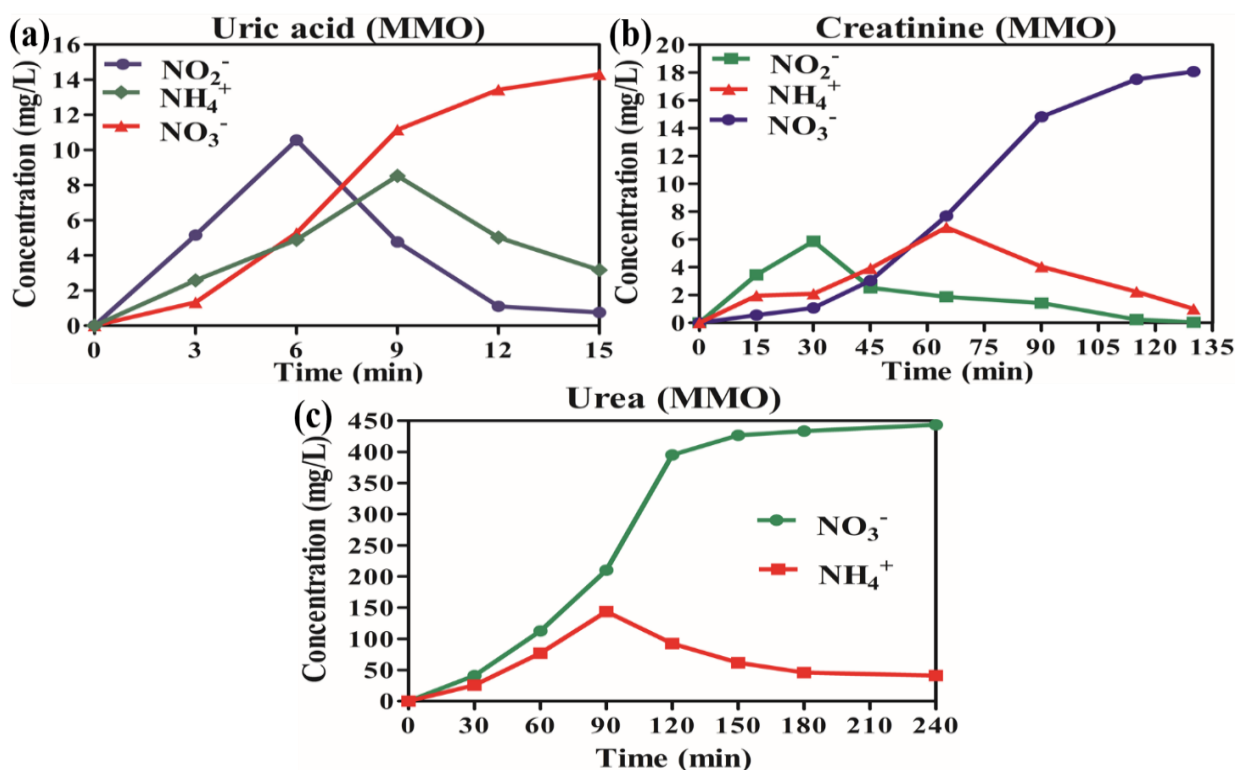 (a)
Uric acid (MMO)
NO₂⁻
NH₄⁺
NO₃⁻
Concentration (mg/L)
16
14
12
10
8
6
4
2
0
0 3 6 9 12 15
Time (min)
(b)
Creatinine (MMO)
NO₂⁻
NH₄⁺
NO₃⁻
Concentration (mg/L)
20
18
16
14
12
10
8
6
4
2
0
0 15 30 45 60 75 90 105 120 135
Time (min)
(c)
Urea (MMO)
NO₃⁻
NH₄⁺
Concentration (mg/L)
450
400
350
300
250
200
150
100
50
0
0 30 60 90 120 150 180 210 240
Time (min)